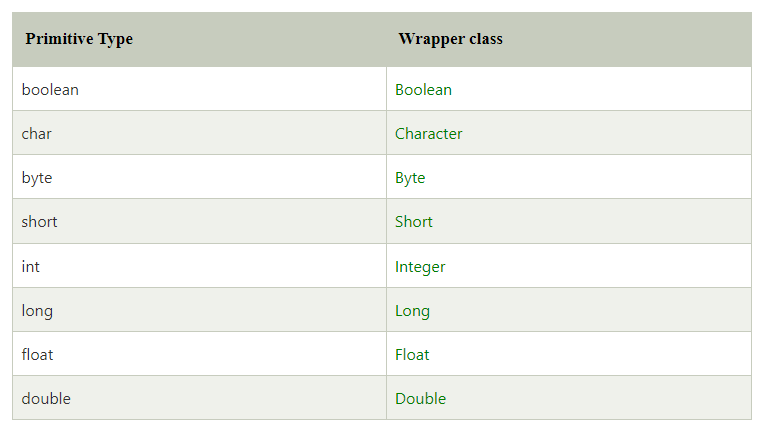 Primitive Type Wrapper class
boolean Boolean
char Character
byte Byte
short Short
int Integer
long Long
float Float
double Double